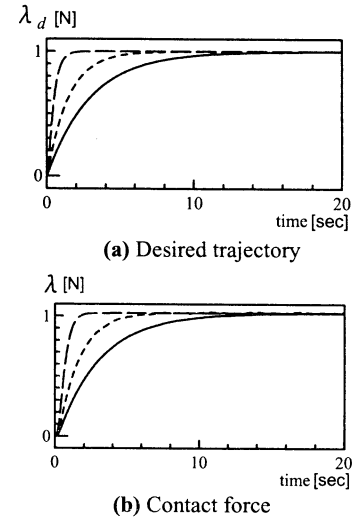 λ d [N]
1
0
0 10 20
time [sec]
(a) Desired trajectory
λ [N]
1
0
0 10 20
time [sec]
(b) Contact force